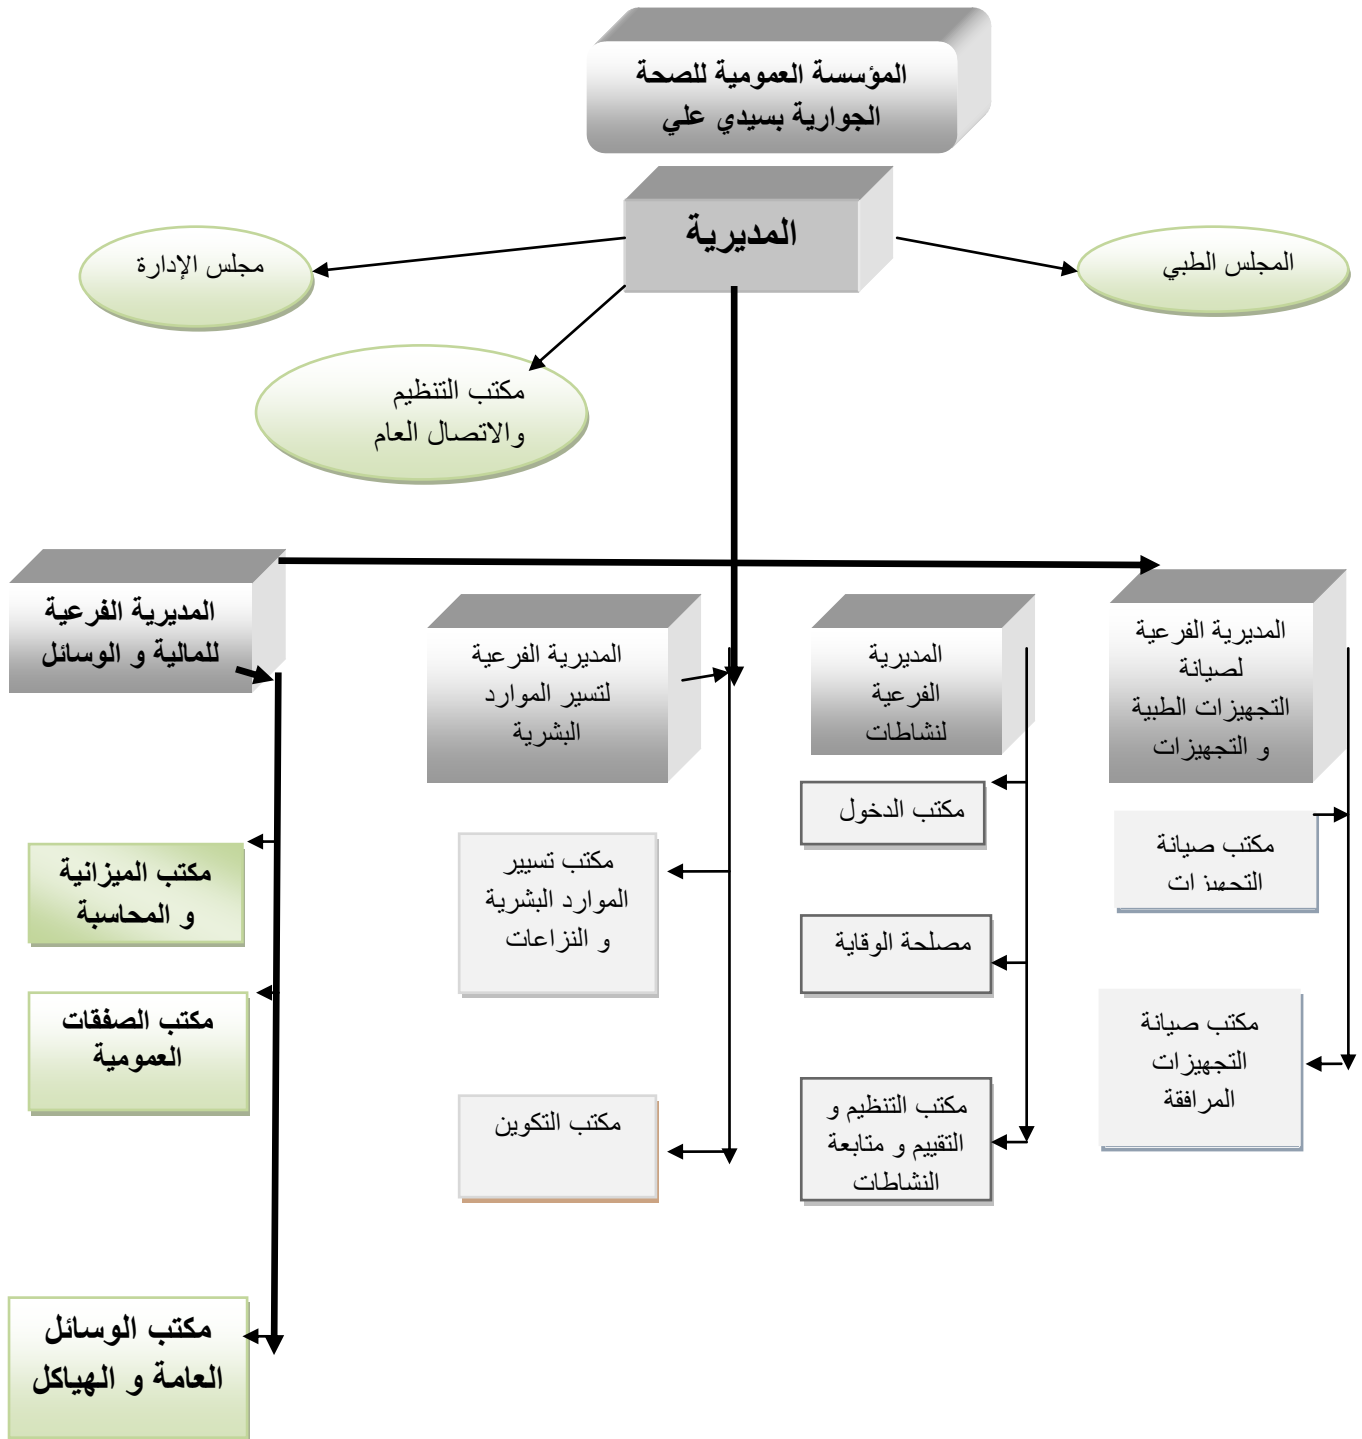 المؤسسة العمومية للصحة
الجوارية بسيدي علي
المديرية
المجلس الطبي
مجلس الإدارة
مكتب التنظيم
والاتصال العام
المديرية الفرعية
لصيانة
التجهيزات الطبية
و التجهيزات
المديرية
الفرعية
لنشاطات
المديرية الفرعية
لتسير الموارد
البشرية
المديرية الفرعية
للمالية و الوسائل
مكتب صيانة
التجهيزات
مكتب صيانة
التجهيزات
المرافقة
مكتب الدخول
مصلحة الوقاية
مكتب التنظيم و
التقييم و متابعة
النشاطات
مكتب تسيير
الموارد البشرية
و النزاعات
مكتب التكوين
مكتب الميزانية
و المحاسبة
مكتب الصفقات
العمومية
مكتب الوسائل
العامة و الهياكل